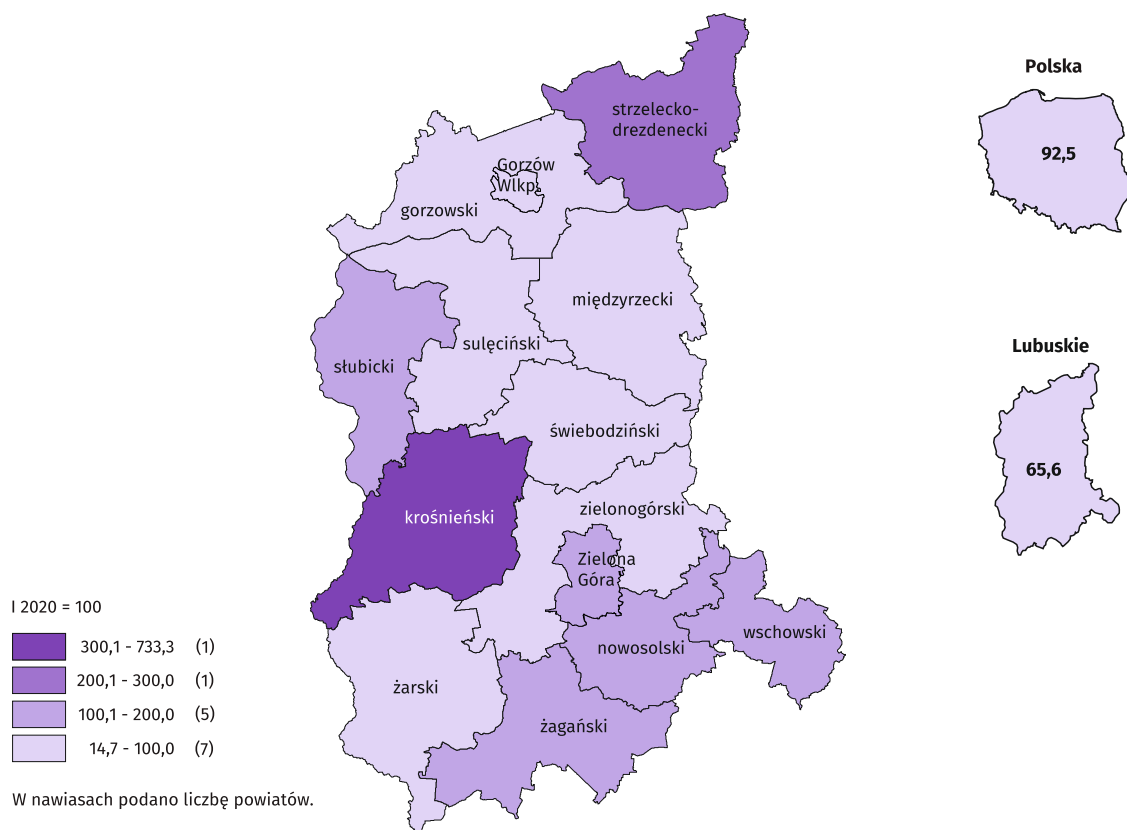 strzelecko-
drezdenecki
Gorzów
Wlkp.
gorzowski
międzyrzecki
sulęciński
słubicki
świebodziński
krośnieński
zielonogórski
Zielona
Góra
nowosolski
wschowski
żarski
żagański
Polska
92,5
Lubuskie
65,6
I 2020 = 100
300,1 - 733,3 (1)
200,1 - 300,0 (1)
100,1 - 200,0 (5)
14,7 - 100,0 (7)
W nawiasach podano liczbę powiatów.